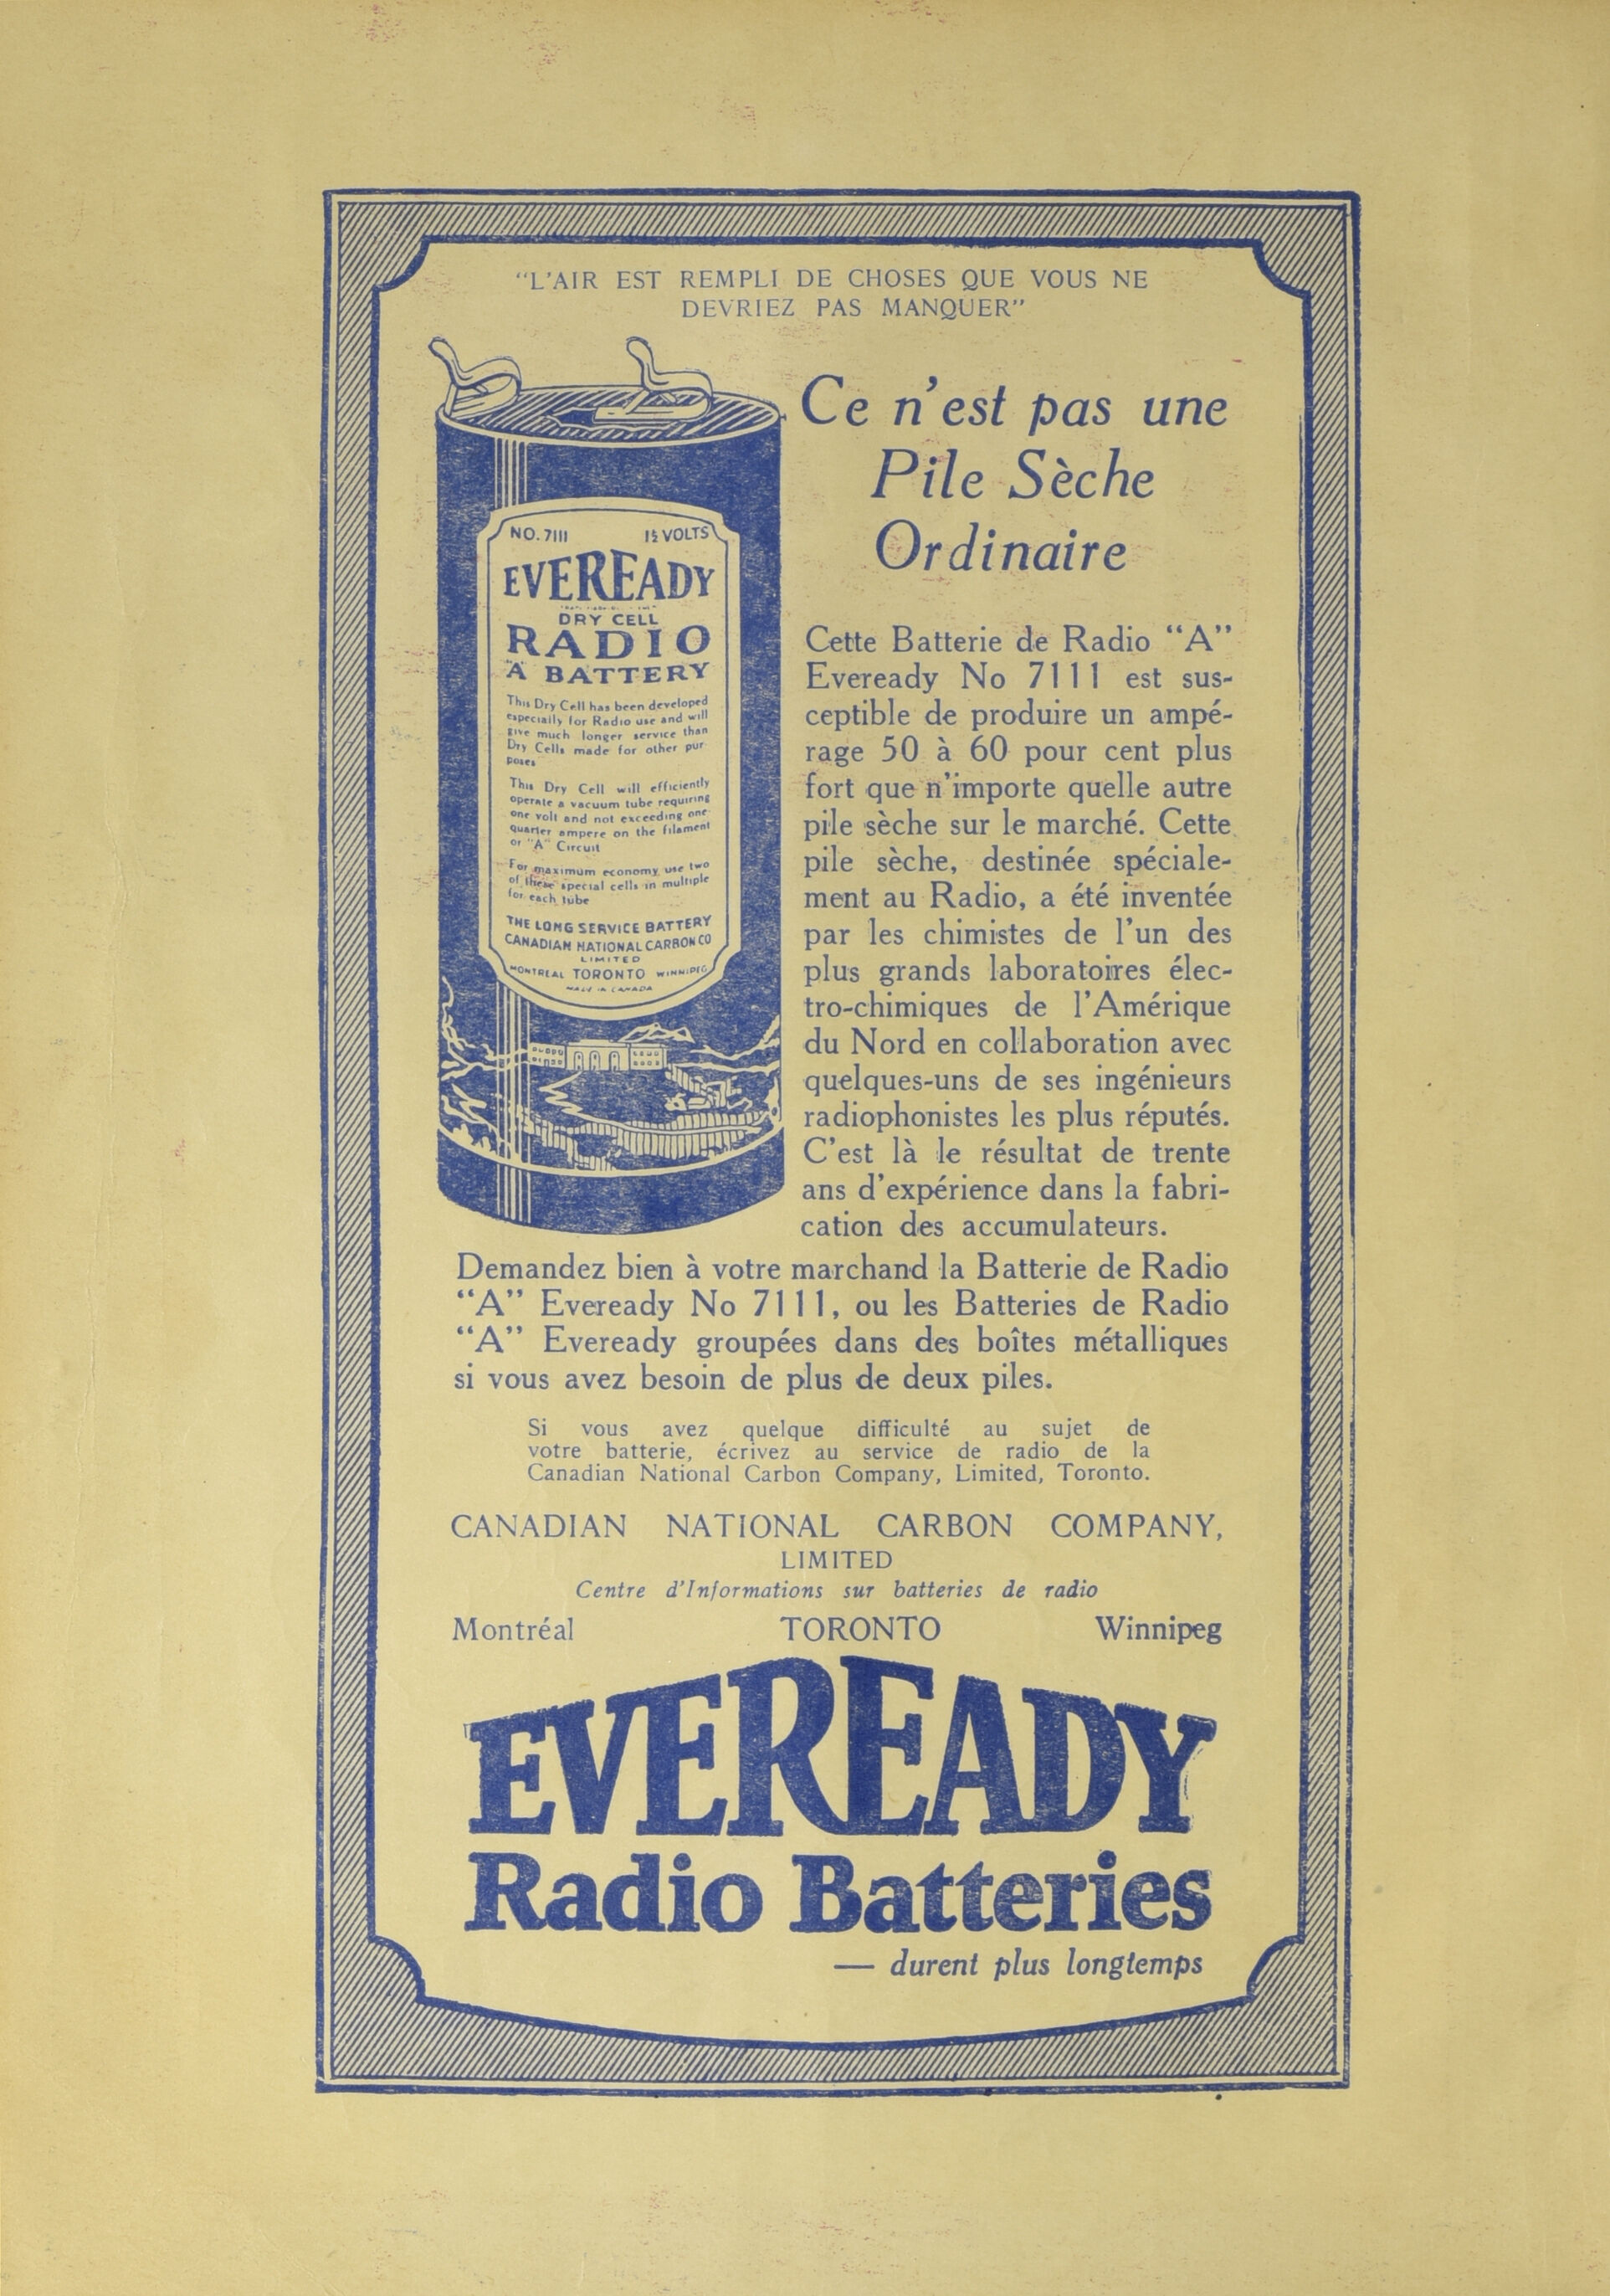 “L’AIR EST REMPLI DE CHOSES QUE VOUS NE
DEVRIEZ PAS MANQUER”
Ce n’est pas une
Pile Sèche
Ordinaire
NO. 7111 1½ VOLTS
EVEREADY
DRY CELL
RADIO
"A" BATTERY
This Dry Cell has been developed
especially for Radio use and will
give much longer service than
Dry Cells made for other pur-
poses
This Dry Cell will efficiently
operate a vacuum tube requiring
one volt and not exceeding one-
quarter ampere on the filament
or "A" Circuit
For maximum economy use two
of these special cells in multiple
for each tube
THE LONG SERVICE BATTERY
CANADIAN NATIONAL CARBON CO
LIMITED
MONTREAL TORONTO WINNIPEG
MADE IN CANADA
Cette Batterie de Radio “A”
Eveready No 7111 est sus-
ceptible de produire un ampé-
rage 50 à 60 pour cent plus
fort que n’importe quelle autre
pile sèche sur le marché. Cette
pile sèche, destinée spéciale-
ment au Radio, a été inventée
par les chimistes de l’un des
plus grands laboratoires élec-
tro-chimiques de l’Amérique
du Nord en collaboration avec
quelques-uns de ses ingénieurs
radiophonistes les plus réputés.
C’est là le résultat de trente
ans d’expérience dans la fabri-
cation des accumulateurs.
Demandez bien à votre marchand la Batterie de Radio
“A” Eveready No 7111, ou les Batteries de Radio
“A” Eveready groupées dans des boîtes métalliques
si vous avez besoin de plus de deux piles.
Si vous avez quelque difficulté au sujet de
votre batterie, écrivez au service de radio de la
Canadian National Carbon Company, Limited, Toronto.
CANADIAN NATIONAL CARBON COMPANY,
LIMITED
Centre d’Informations sur batteries de radio
Montréal TORONTO Winnipeg
EVEREADY
Radio Batteries
— durent plus longtemps